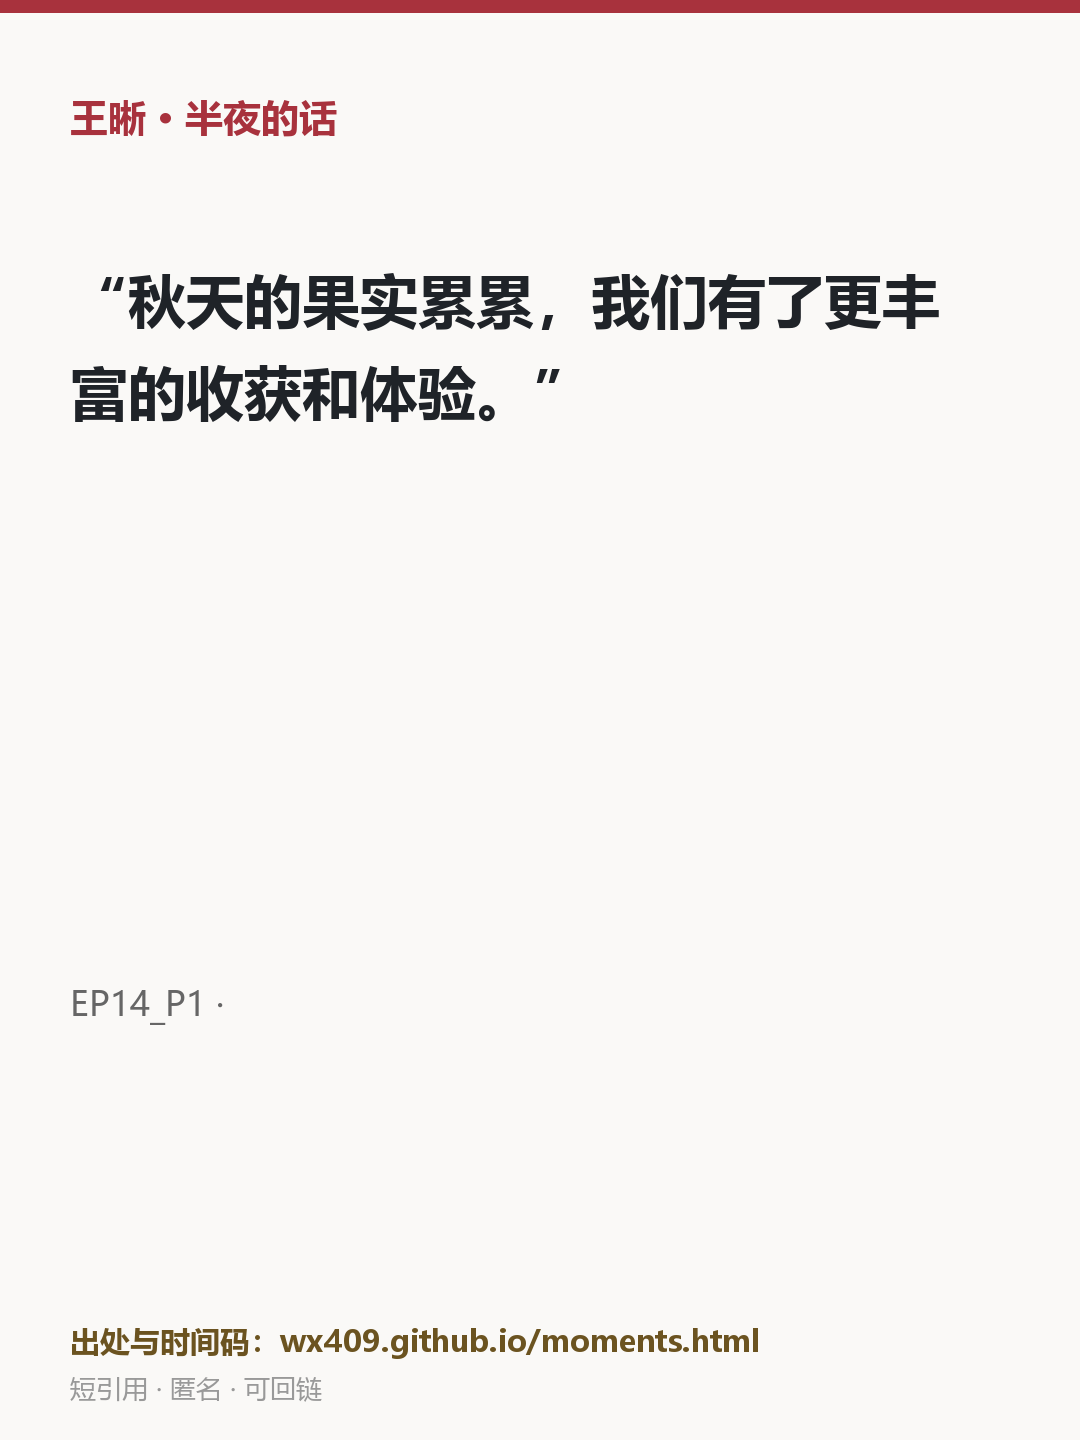 王晰·半夜的话
“秋天的果实累累，我们有了更丰
富的收获和体验。”
EP14_P1 ·
出处与时间码：wx409.github.io/moments.html
短引用 · 匿名 · 可回链